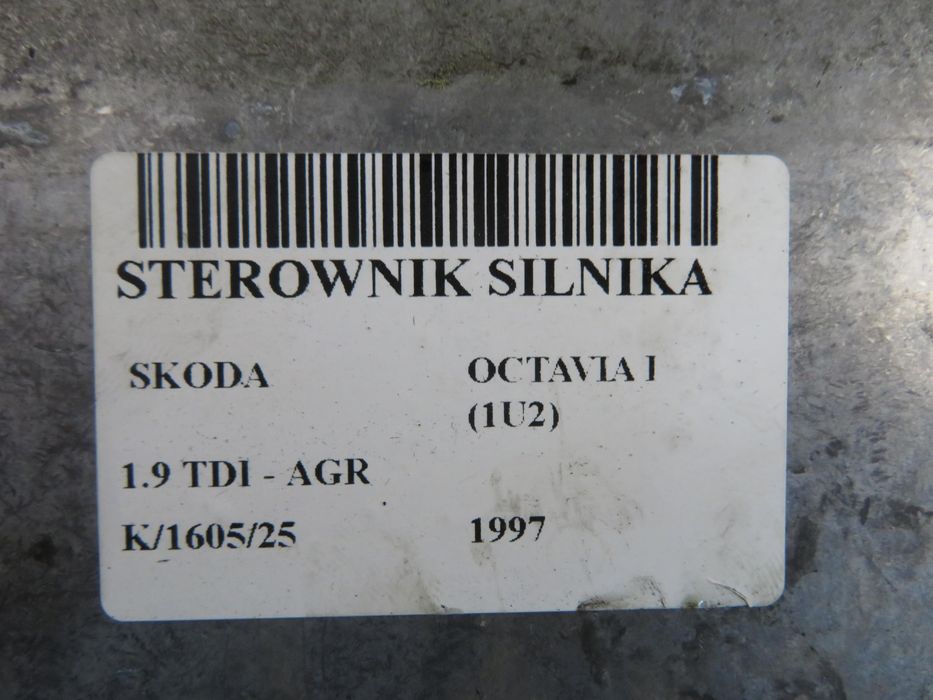 STEROWNIK SILNIKA
SKODA OCTAVIA I
(1U2)
1.9 TDI - AGR
K/1605/25 1997